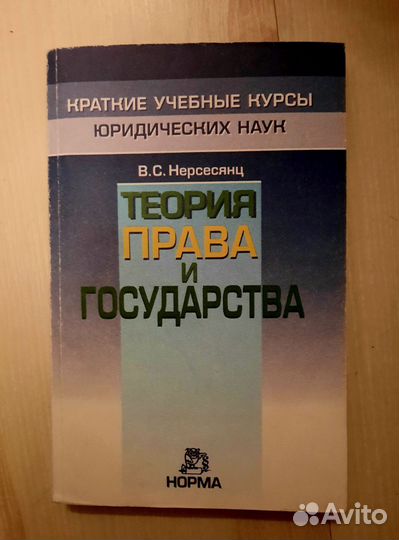 КРАТКИЕ УЧЕБНЫЕ КУРСЫ
ЮРИДИЧЕСКИХ НАУК
В.С. Нерсесянц
ТЕОРИЯ
ПРАВА
И
ГОСУДАРСТВА
НОРМА
Avito